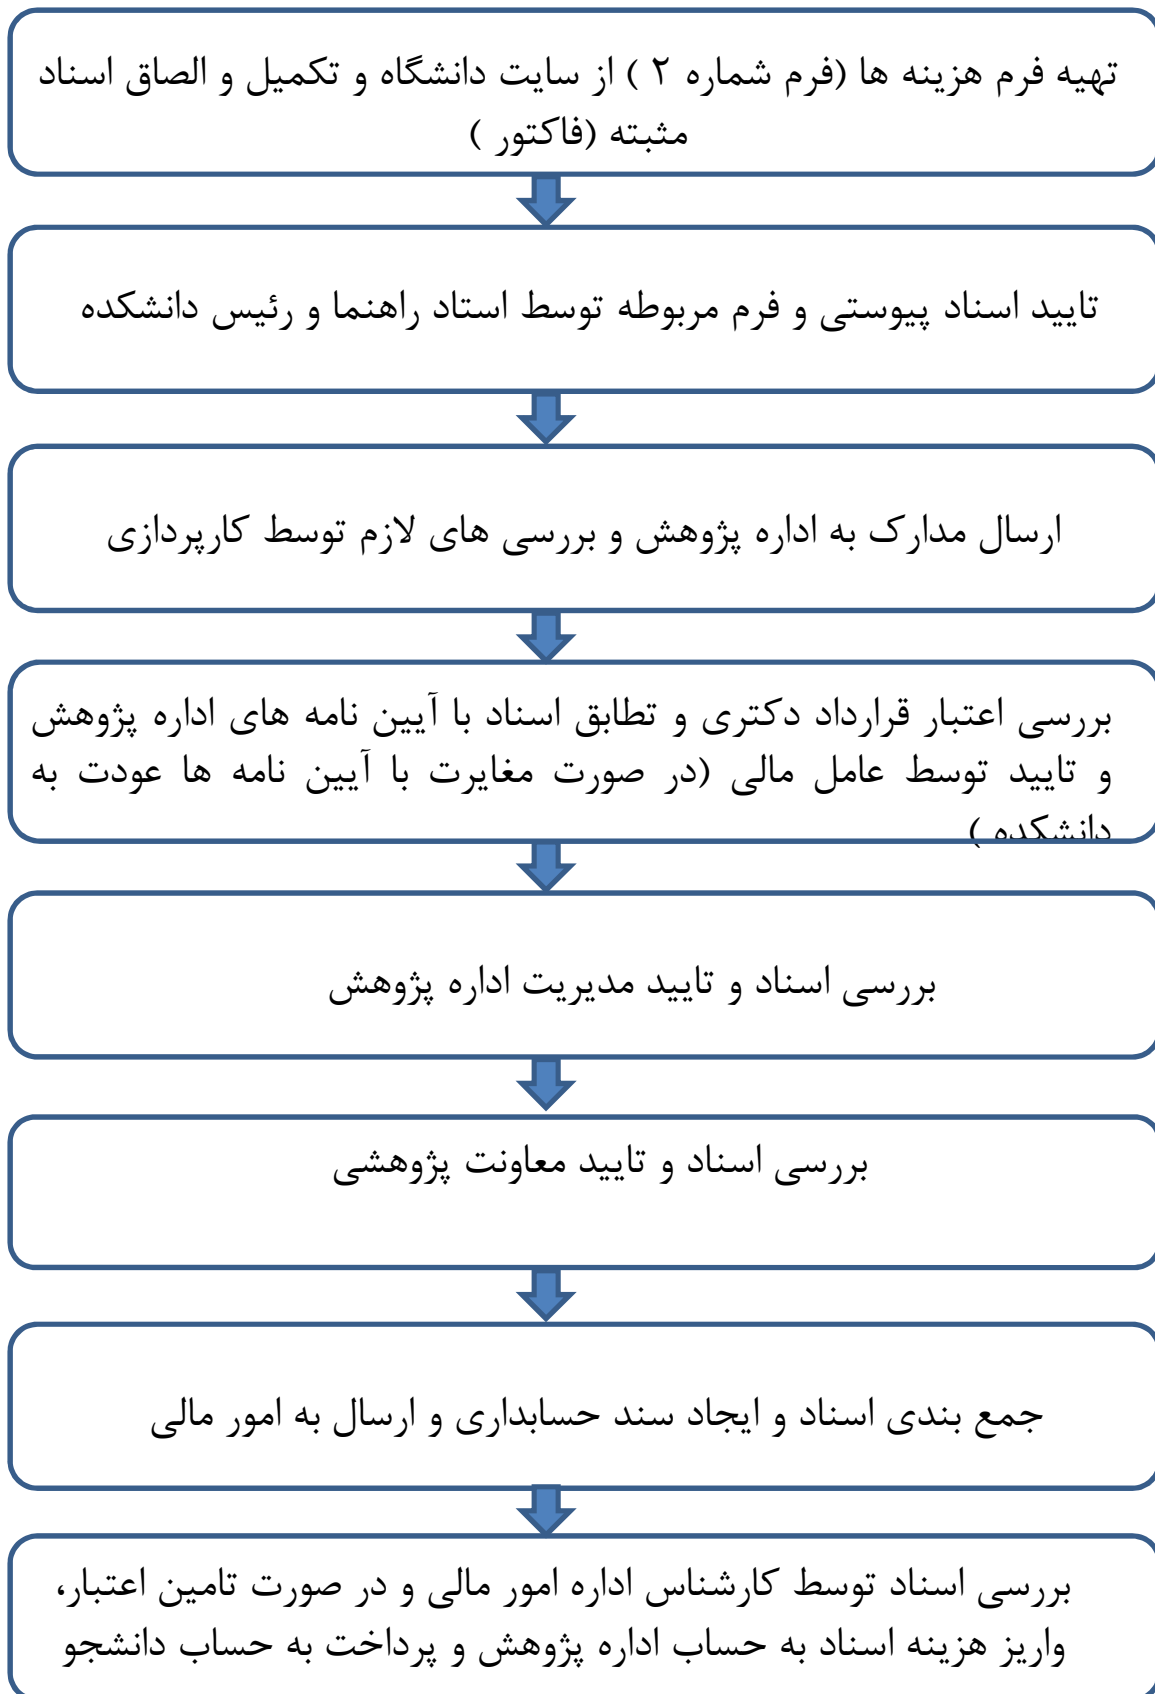 تهیه فرم هزینه ها (فرم شماره ۲ ) از سایت دانشگاه و تکمیل و الصاق اسناد
مثبته (فاکتور )
تایید اسناد پیوستی و فرم مربوطه توسط استاد راهنما و رئیس دانشکده
ارسال مدارک به اداره پژوهش و بررسی های لازم توسط کارپردازی
بررسی اعتبار قرارداد دکتری و تطابق اسناد با آیین نامه های اداره پژوهش
و تایید توسط عامل مالی (در صورت مغایرت با آیین نامه ها عودت به
دانشکده )
بررسی اسناد و تایید مدیریت اداره پژوهش
بررسی اسناد و تایید معاونت پژوهشی
جمع بندی اسناد و ایجاد سند حسابداری و ارسال به امور مالی
بررسی اسناد توسط کارشناس اداره امور مالی و در صورت تامین اعتبار،
واریز هزینه اسناد به حساب اداره پژوهش و پرداخت به حساب دانشجو